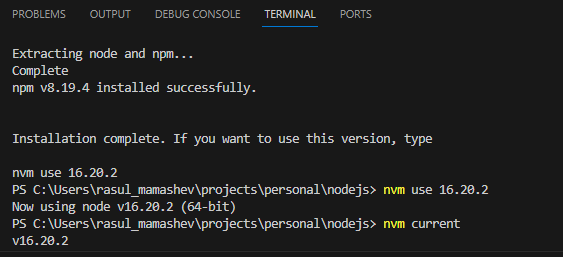 PROBLEMS OUTPUT DEBUG CONSOLE TERMINAL PORTS
Extracting node and npm...
Complete
npm v8.19.4 installed successfully.
Installation complete. If you want to use this version, type
nvm use 16.20.2
PS C:\Users\rasul_mamashev\projects\personal\nodejs> nvm use 16.20.2
Now using node v16.20.2 (64-bit)
PS C:\Users\rasul_mamashev\projects\personal\nodejs> nvm current
v16.20.2